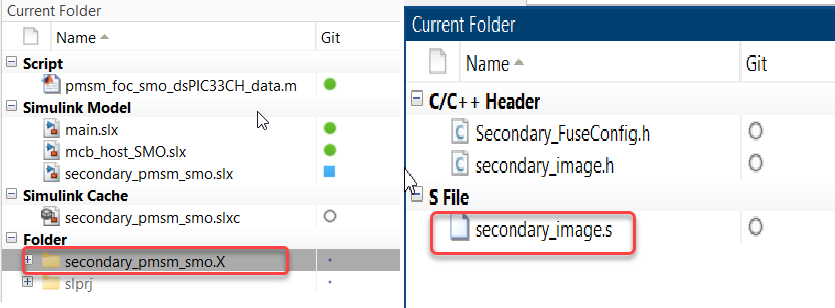 Current Folder
Name Git
Script
pmsm_foc_smo_dsPIC33CH_data.m
Simulink Model
main.slx
mcb_host_SMO.slx
secondary_pmsm_smo.slx
Simulink Cache
secondary_pmsm_smo.slxc
Folder
secondary_pmsm_smo.X
slprj
Current Folder
Name Git
C/C++ Header
Secondary_FuseConfig.h
secondary_image.h
S File
secondary_image.s